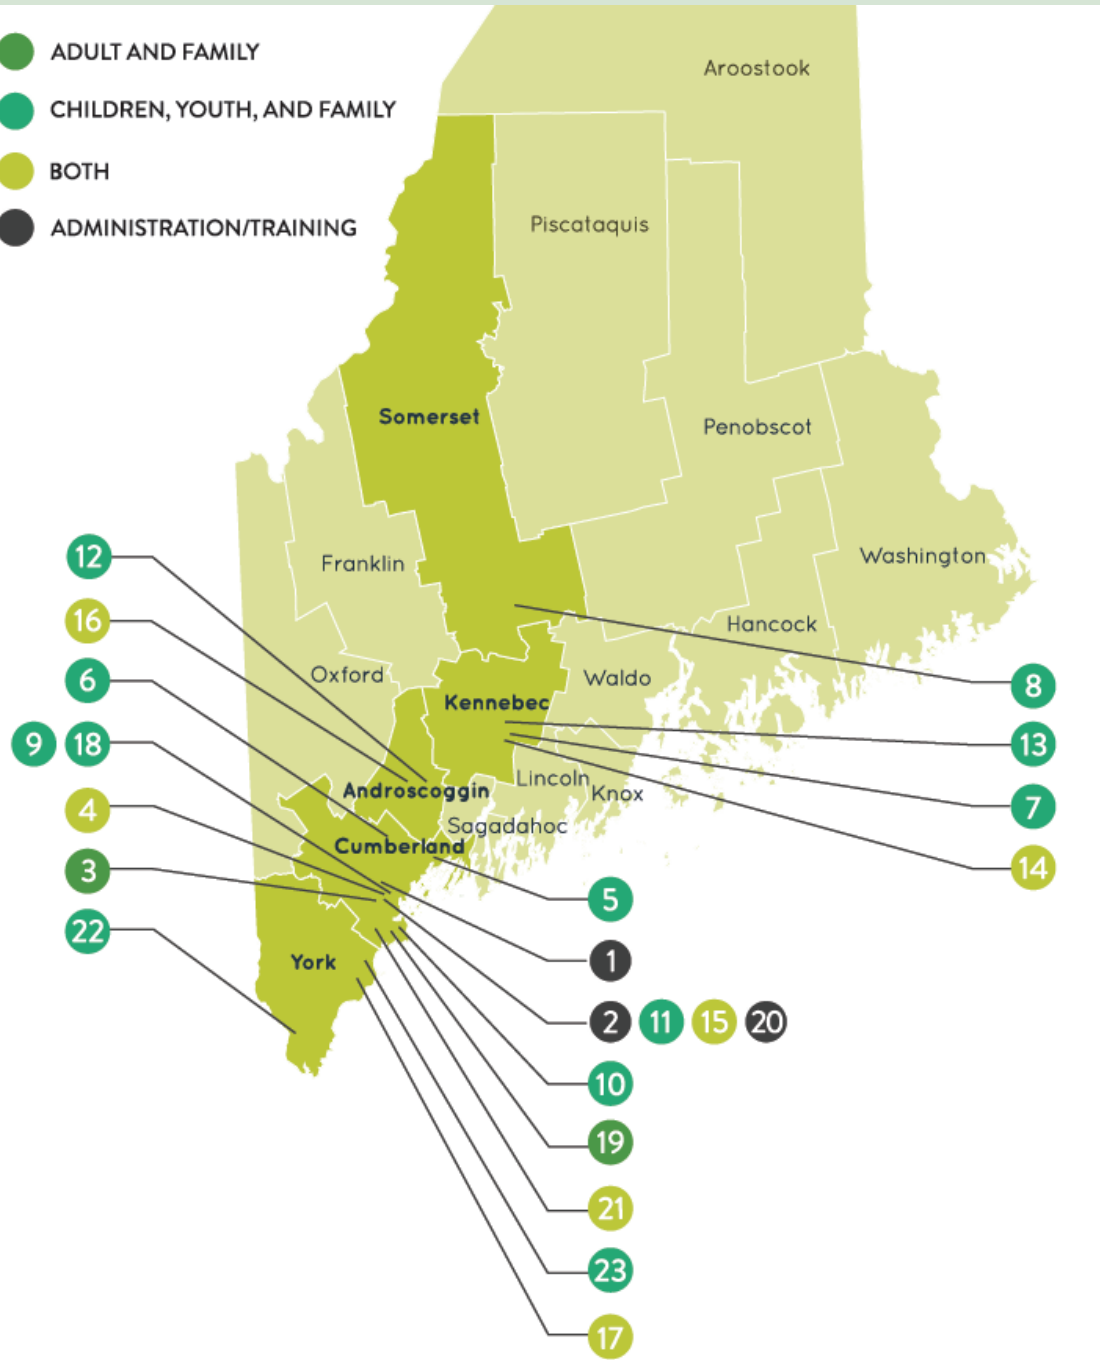 ADULT AND FAMILY
CHILDREN, YOUTH, AND FAMILY
BOTH
ADMINISTRATION/TRAINING
Aroostook
Piscataquis
Somerset
Penobscot
Franklin
Washington
Hancock
Oxford
Waldo
Kennebec
Lincoln
Knox
Androscoggin
Sagadahoc
Cumberland
York
12
16
6
9 18
4
3
22
8
13
7
14
5
1
2 11 15 20
10
19
21
23
17